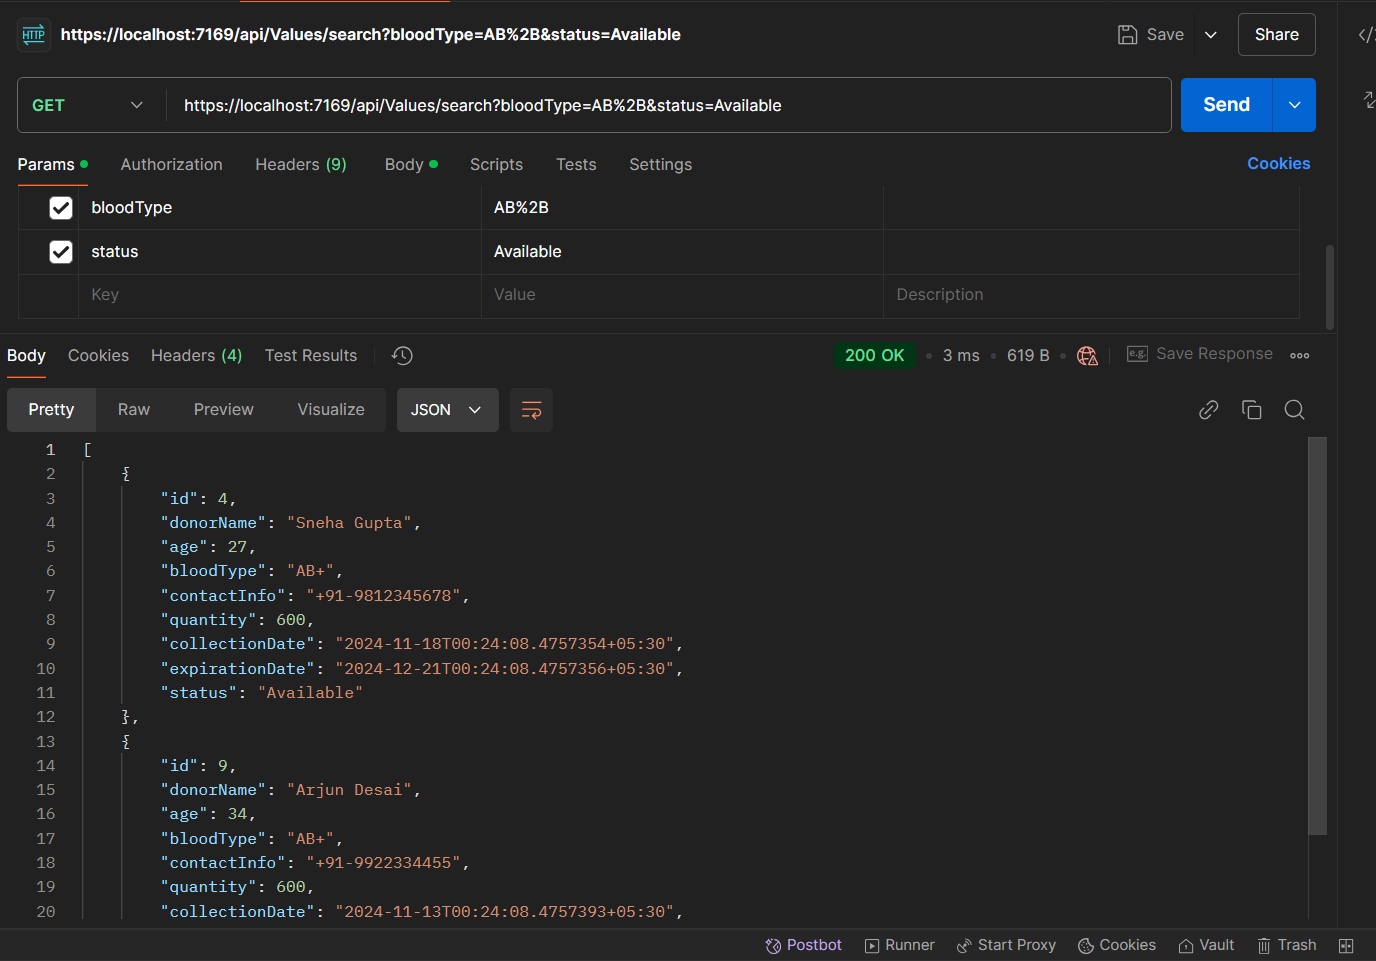 HTTP https://localhost:7169/api/Values/search?bloodType=AB%2B&status=Available Save Share
GET https://localhost:7169/api/Values/search?bloodType=AB%2B&status=Available Send
Params Authorization Headers (9) Body Scripts Tests Settings Cookies
bloodType AB%2B
status Available
Key Value Description
Body Cookies Headers (4) Test Results 200 OK • 3 ms • 619 B • e.g. Save Response
Pretty Raw Preview Visualize JSON
1 [
2 {
3 "id": 4,
4 "donorName": "Sneha Gupta",
5 "age": 27,
6 "bloodType": "AB+",
7 "contactInfo": "+91-9812345678",
8 "quantity": 600,
9 "collectionDate": "2024-11-18T00:24:08.4757354+05:30",
10 "expirationDate": "2024-12-21T00:24:08.4757356+05:30",
11 "status": "Available"
12 },
13 {
14 "id": 9,
15 "donorName": "Arjun Desai",
16 "age": 34,
17 "bloodType": "AB+",
18 "contactInfo": "+91-9922334455",
19 "quantity": 600,
20 "collectionDate": "2024-11-13T00:24:08.4757393+05:30",
Postbot Runner Start Proxy Cookies Vault Trash